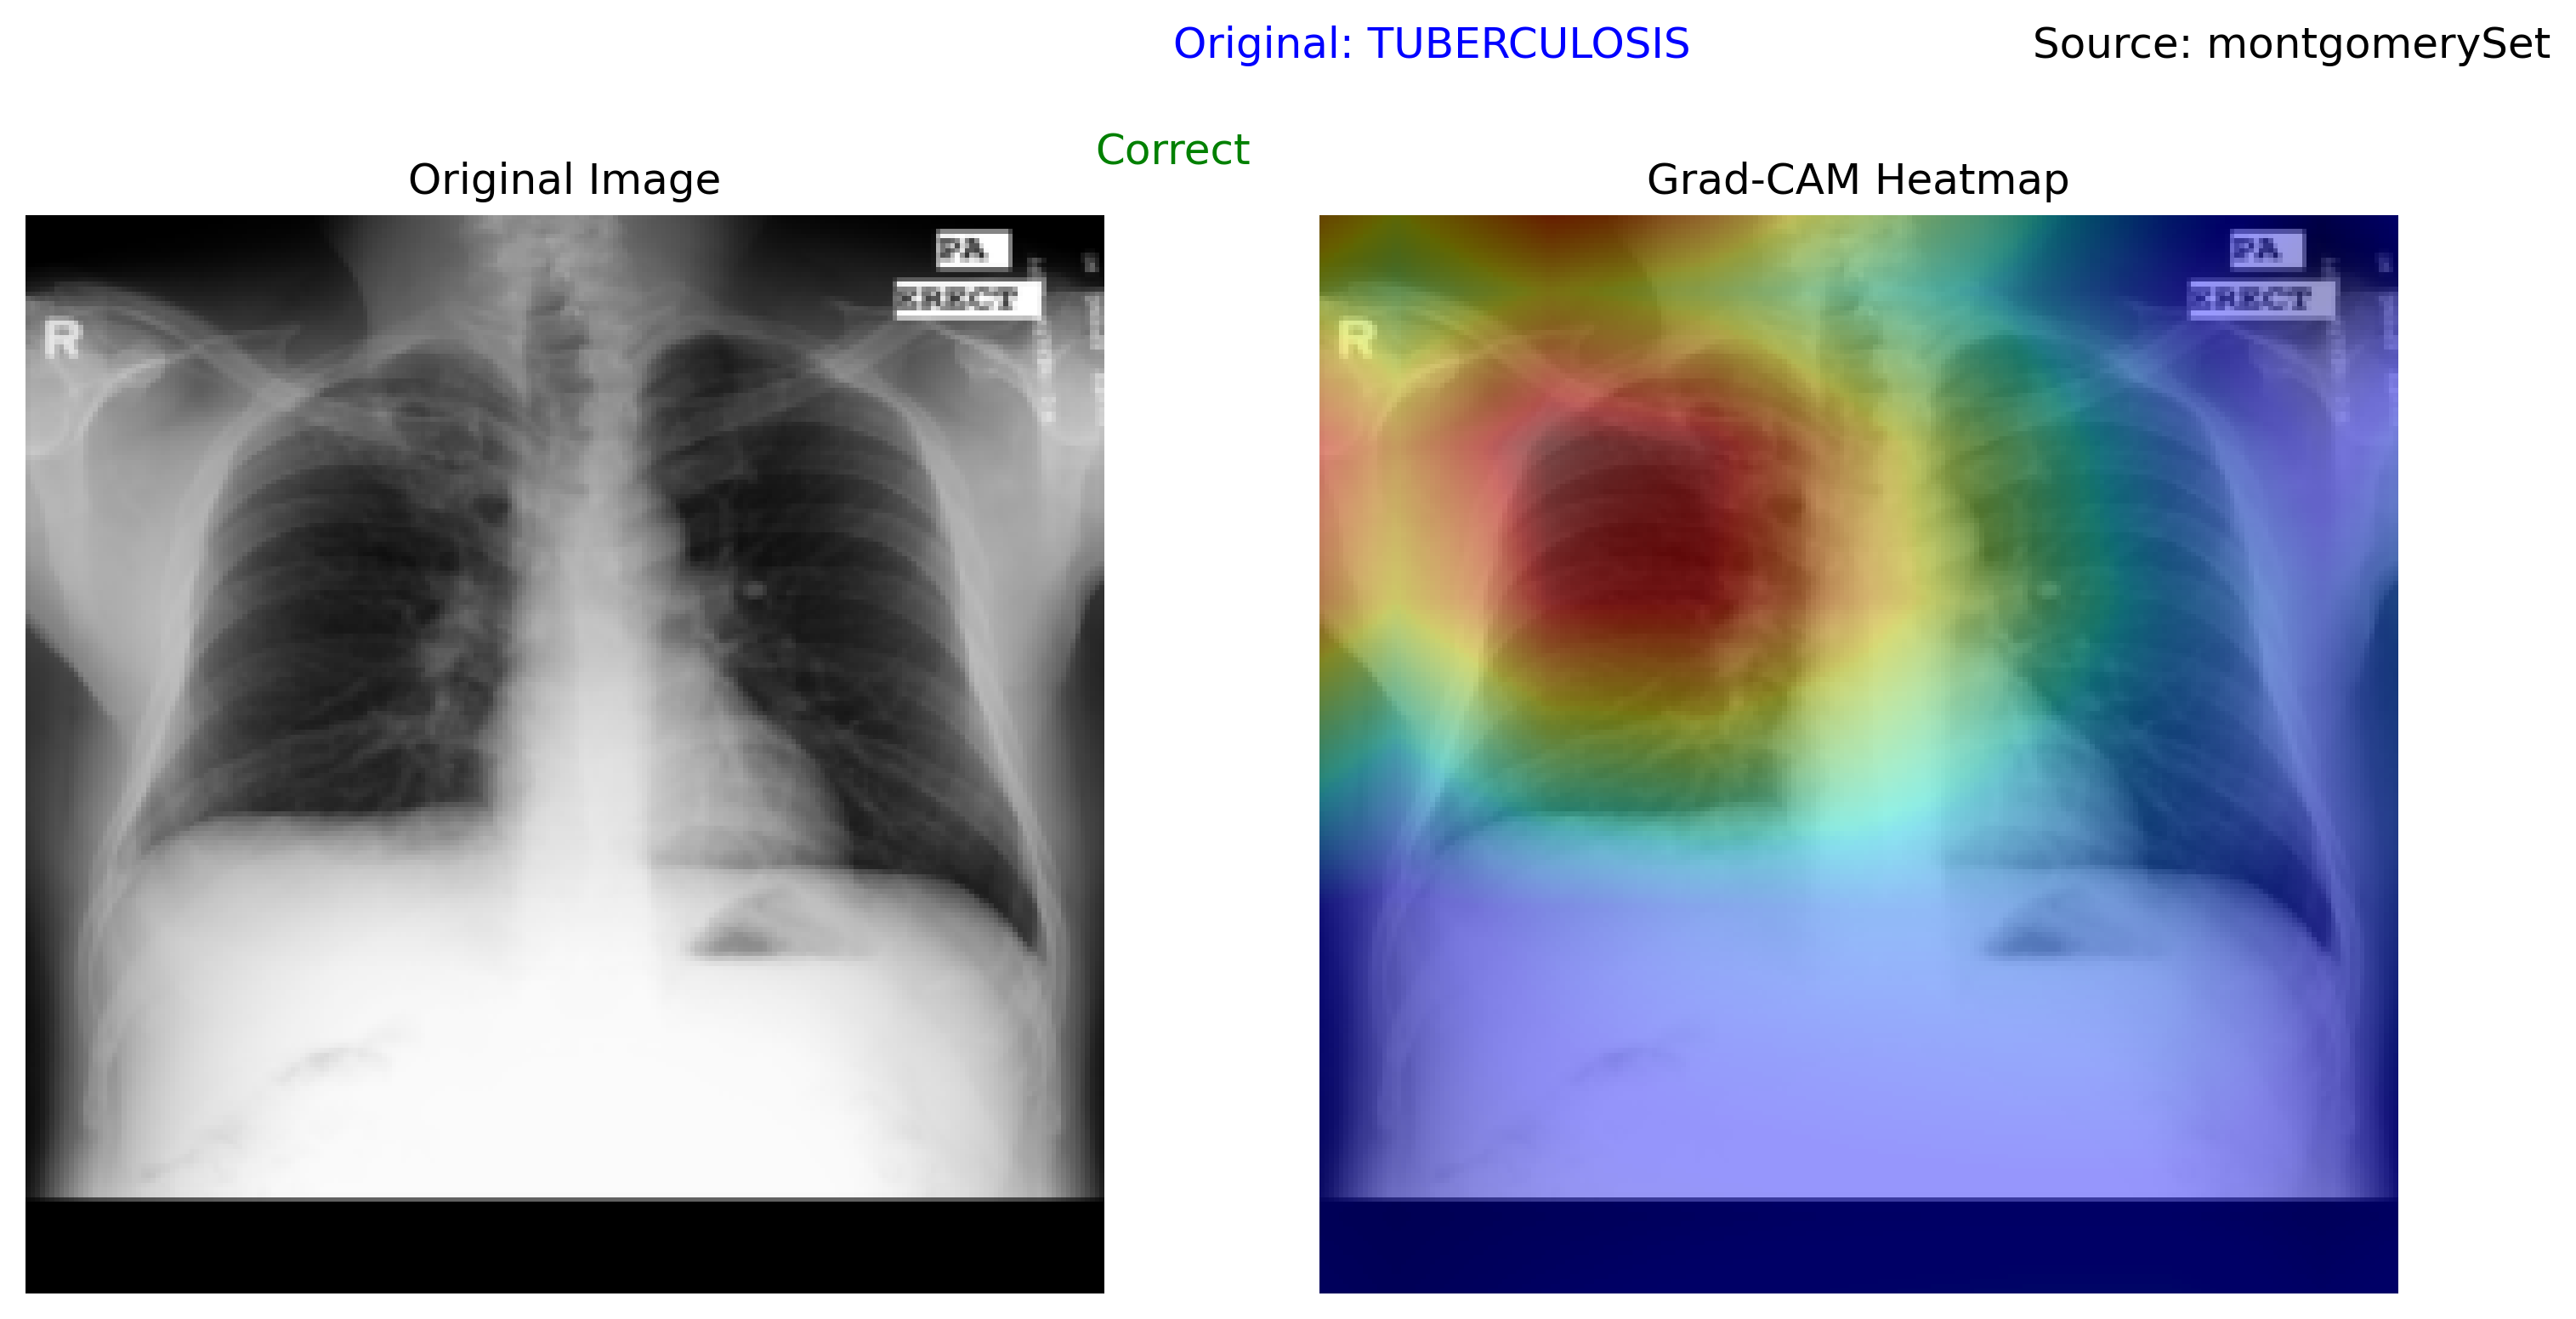 Original: TUBERCULOSIS
Source: montgomerySet
Correct
Original Image
Grad-CAM Heatmap
PA
ERECT
R
PA
ERECT
R